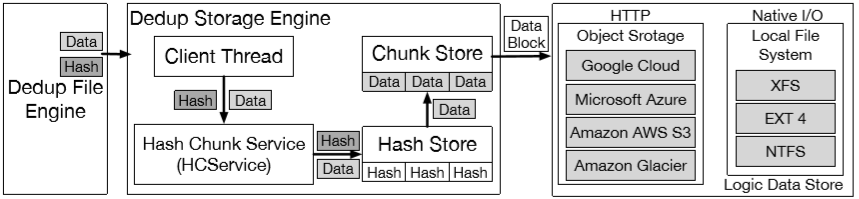 Data
Hash
Dedup File
Engine
Dedup Storage Engine
Client Thread
Hash
Data
Hash Chunk Service
(HCService)
Hash
Data
Chunk Store
Data Data Data
Data
Hash Store
Hash Hash Hash
Data
Block
HTTP
Object Srotage
Google Cloud
Microsoft Azure
Amazon AWS S3
Amazon Glacier
Native I/O
Local File
System
XFS
EXT 4
NTFS
Logic Data Store